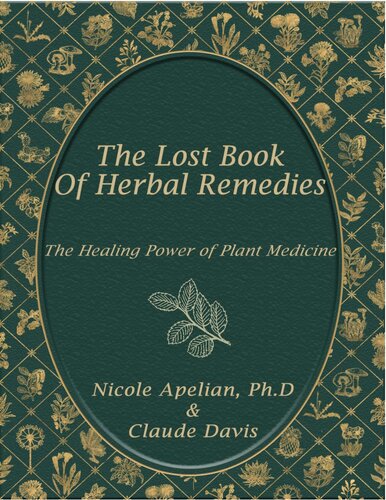 The Lost Book
Of Herbal Remedies
The Healing Power of Plant Medicine
Nicole Apelian, Ph.D
&
Claude Davis